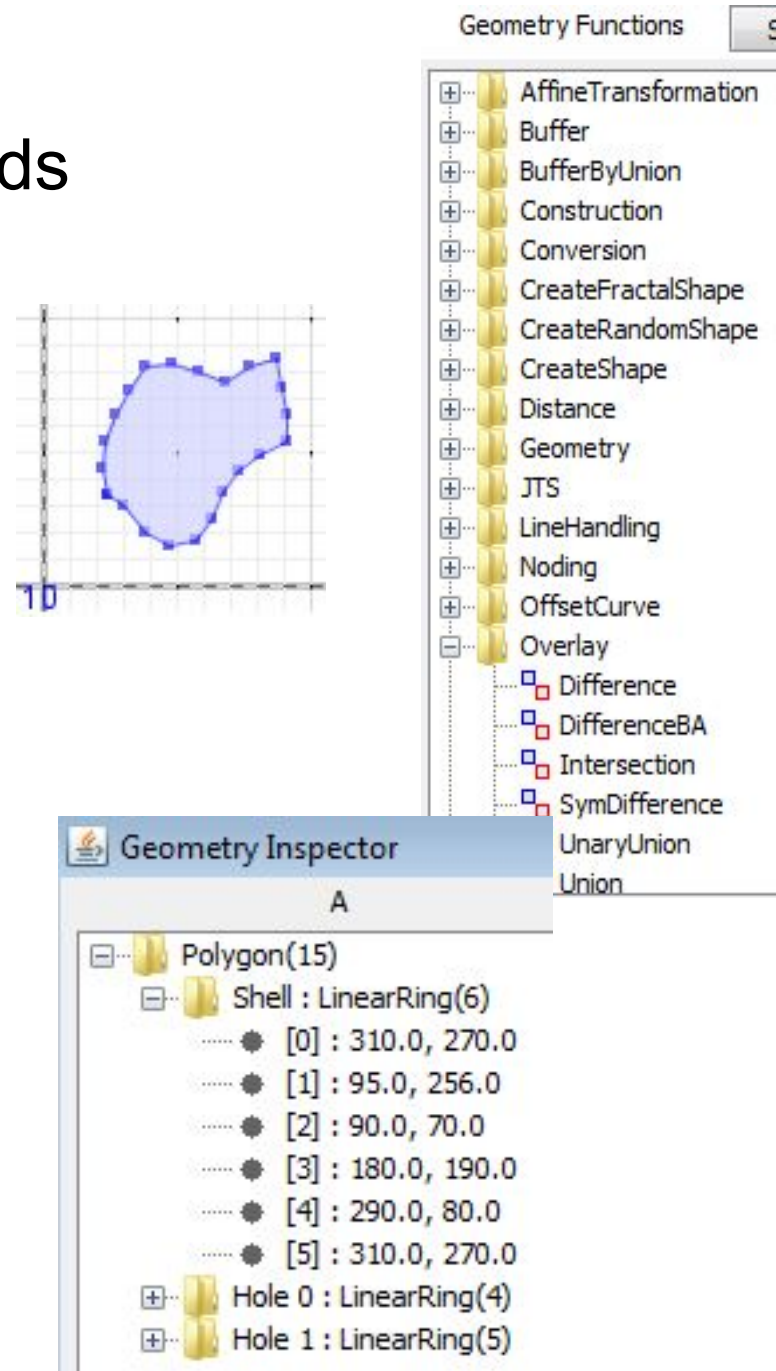 Geometry Functions
AffineTransformation
Buffer
BufferByUnion
Construction
Conversion
CreateFractalShape
CreateRandomShape
CreateShape
Distance
Geometry
JTS
LineHandling
Noding
OffsetCurve
Overlay
Difference
DifferenceBA
Intersection
SymDifference
UnaryUnion
Union
ds
10
Geometry Inspector
A
Polygon(15)
Shell : LinearRing(6)
[0] : 310.0, 270.0
[1] : 95.0, 256.0
[2] : 90.0, 70.0
[3] : 180.0, 190.0
[4] : 290.0, 80.0
[5] : 310.0, 270.0
Hole 0 : LinearRing(4)
Hole 1 : LinearRing(5)